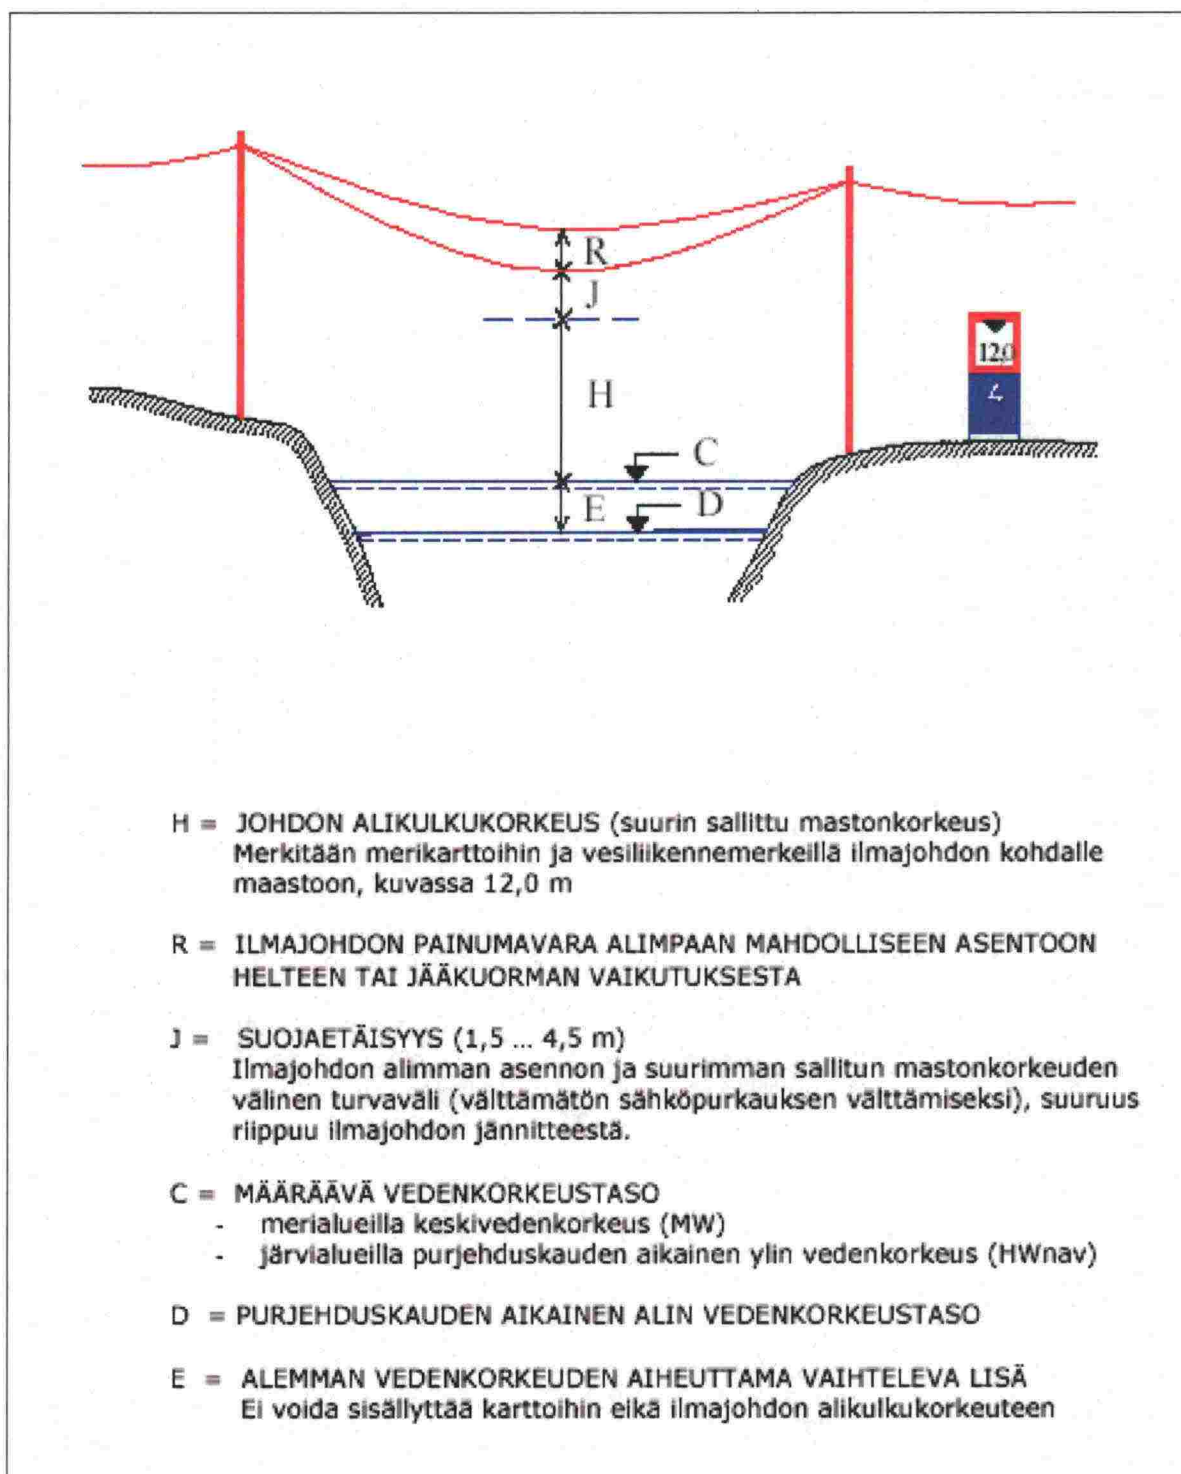 R
J
12,0
H
C
E
D
H = JOHDON ALIKULKUKORKEUS (suurin sallittu mastonkorkeus)
Merkitään merikarttoihin ja vesiliikennemerkeillä ilmajohdon kohdalle
maastoon, kuvassa 12,0 m
R = ILMAJOHDON PAINUMAVARA ALIMPAAN MAHDOLLISEEN ASENTOON
HELTEEN TAI JÄÄKUORMAN VAIKUTUKSESTA
J = SUOJAETÄISYYS (1,5 ... 4,5 m)
Ilmajohdon alimman asennon ja suurimman sallitun mastonkorkeuden
välinen turvaväli (välttämätön sähköpurkauksen välttämiseksi), suuruus
riippuu ilmajohdon jännitteestä.
C = MÄÄRÄÄVÄ VEDENKORKEUSTASO
- merialueilla keskivedenkorkeus (MW)
- järvialueilla purjehduskauden aikainen ylin vedenkorkeus (HWnav)
D = PURJEHDUSKAUDEN AIKAINEN ALIN VEDENKORKEUSTASO
E = ALEMMAN VEDENKORKEUDEN AIHEUTTAMA VAIHTELEVA LISÄ
Ei voida sisällyttää karttoihin eikä ilmajohdon alikulkukorkeuteen